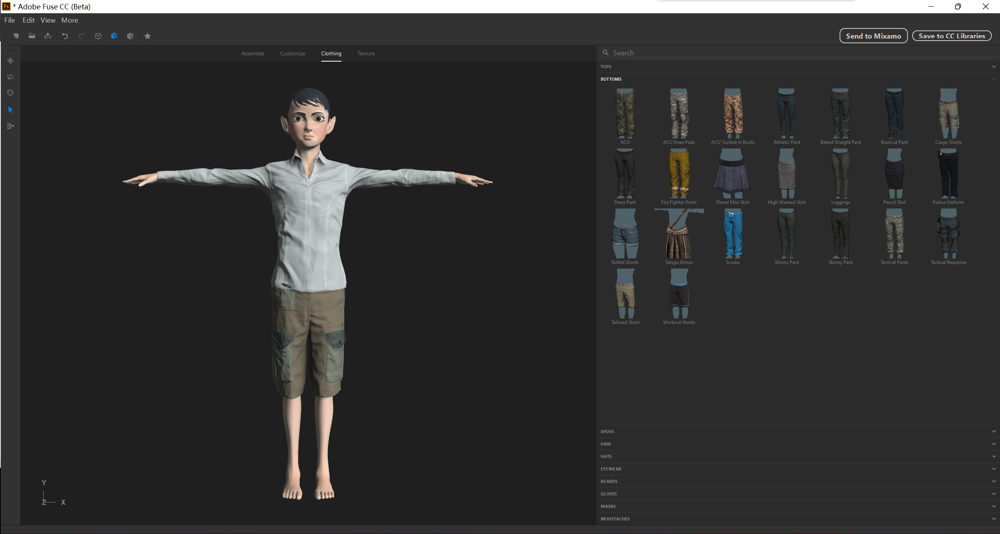 Fs * Adobe Fuse CC (Beta)
File Edit View More
Send to Mixamo Save to CC Libraries
Assemble Customize Clothing Texture
Search
TOPS
BOTTOMS
ACU ACU Knee Pads ACU Tucked In Boots Athletic Pant Belted Straight Pant Bootcut Pant Cargo Shorts
Dress Pant Fire Fighter Pants Flared Mini Skirt High Waisted Skirt Leggings Pencil Skirt Police Uniform
Rolled Shorts Sangu Armor Scrubs Skinny Pant Skinny Pant Tactical Pants Tactical Response
Tailored Short Workout Shorts
SHOES
HAIR
HATS
EYEWEAR
BEARDS
GLOVES
MASKS
MOUSTACHES
Y
Z X